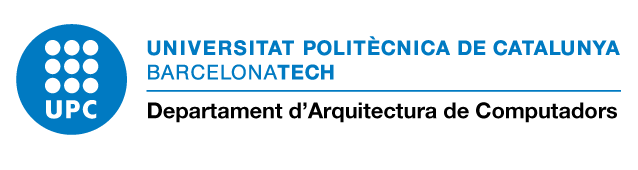 UPC
UNIVERSITAT POLITÈCNICA DE CATALUNYA
BARCELONATECH
Departament d'Arquitectura de Computadors